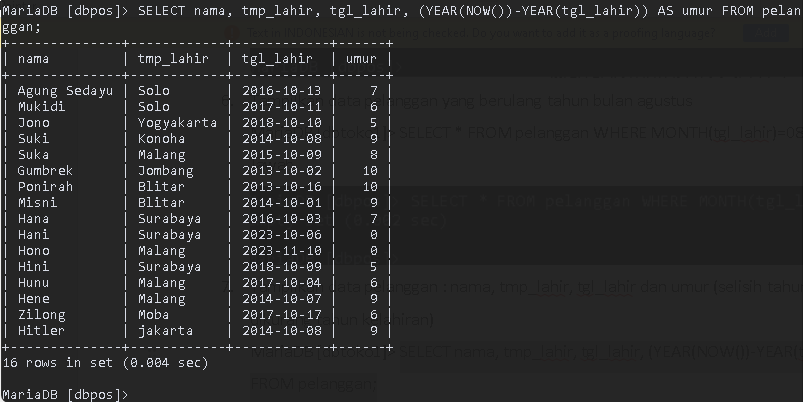 MariaDB [dbpos]> SELECT nama, tmp_lahir, tgl_lahir, (YEAR(NOW())-YEAR(tgl_lahir)) AS umur FROM pelan
ggan;
+--------------+------------+------------+------+
| nama | tmp_lahir | tgl_lahir | umur |
+--------------+------------+------------+------+
| Agung Sedayu | Solo | 2016-10-13 | 7 |
| Mukidi | Solo | 2017-10-11 | 6 |
| Jono | Yogyakarta | 2018-10-10 | 5 |
| Suki | Konoha | 2014-10-08 | 9 |
| Suka | Malang | 2015-10-09 | 8 |
| Gumbrek | Jombang | 2013-10-02 | 10 |
| Ponirah | Blitar | 2013-10-16 | 10 |
| Misni | Blitar | 2014-10-01 | 9 |
| Hana | Surabaya | 2016-10-03 | 7 |
| Hani | Surabaya | 2023-10-06 | 0 |
| Hono | Malang | 2023-11-10 | 0 |
| Hini | Surabaya | 2018-10-09 | 5 |
| Hunu | Malang | 2017-10-04 | 6 |
| Hene | Malang | 2014-10-07 | 9 |
| Zilong | Moba | 2017-10-17 | 6 |
| Hitler | jakarta | 2014-10-08 | 9 |
+--------------+------------+------------+------+
16 rows in set (0.004 sec)
MariaDB [dbpos]>